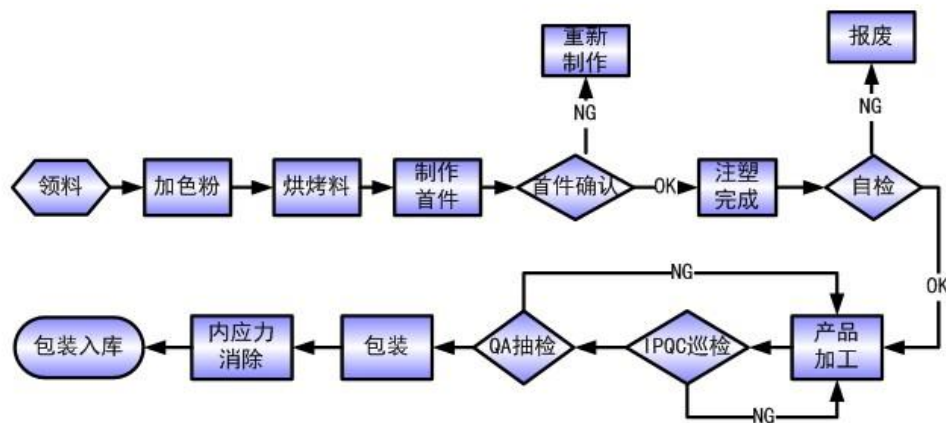 重新
制作
报废
NG
NG
领料
加色粉
烘烤料
制作
首件
首件确认
OK
注塑
完成
自检
NG
OK
包装入库
内应力
消除
包装
QA抽检
IPQC巡检
产品
加工
NG